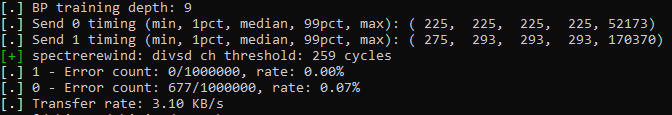 [.] BP training depth: 9
[.] Send 0 timing (min, 1pct, median, 99pct, max): ( 225,  225,  225,  225, 52173)
[.] Send 1 timing (min, 1pct, median, 99pct, max): ( 275,  293,  293,  293, 170370)
[+] spectrerewind: divsd ch threshold: 259 cycles
[.] 1 - Error count: 0/1000000, rate: 0.00%
[.] 0 - Error count: 677/1000000, rate: 0.07%
[.] Transfer rate: 3.10 KB/s